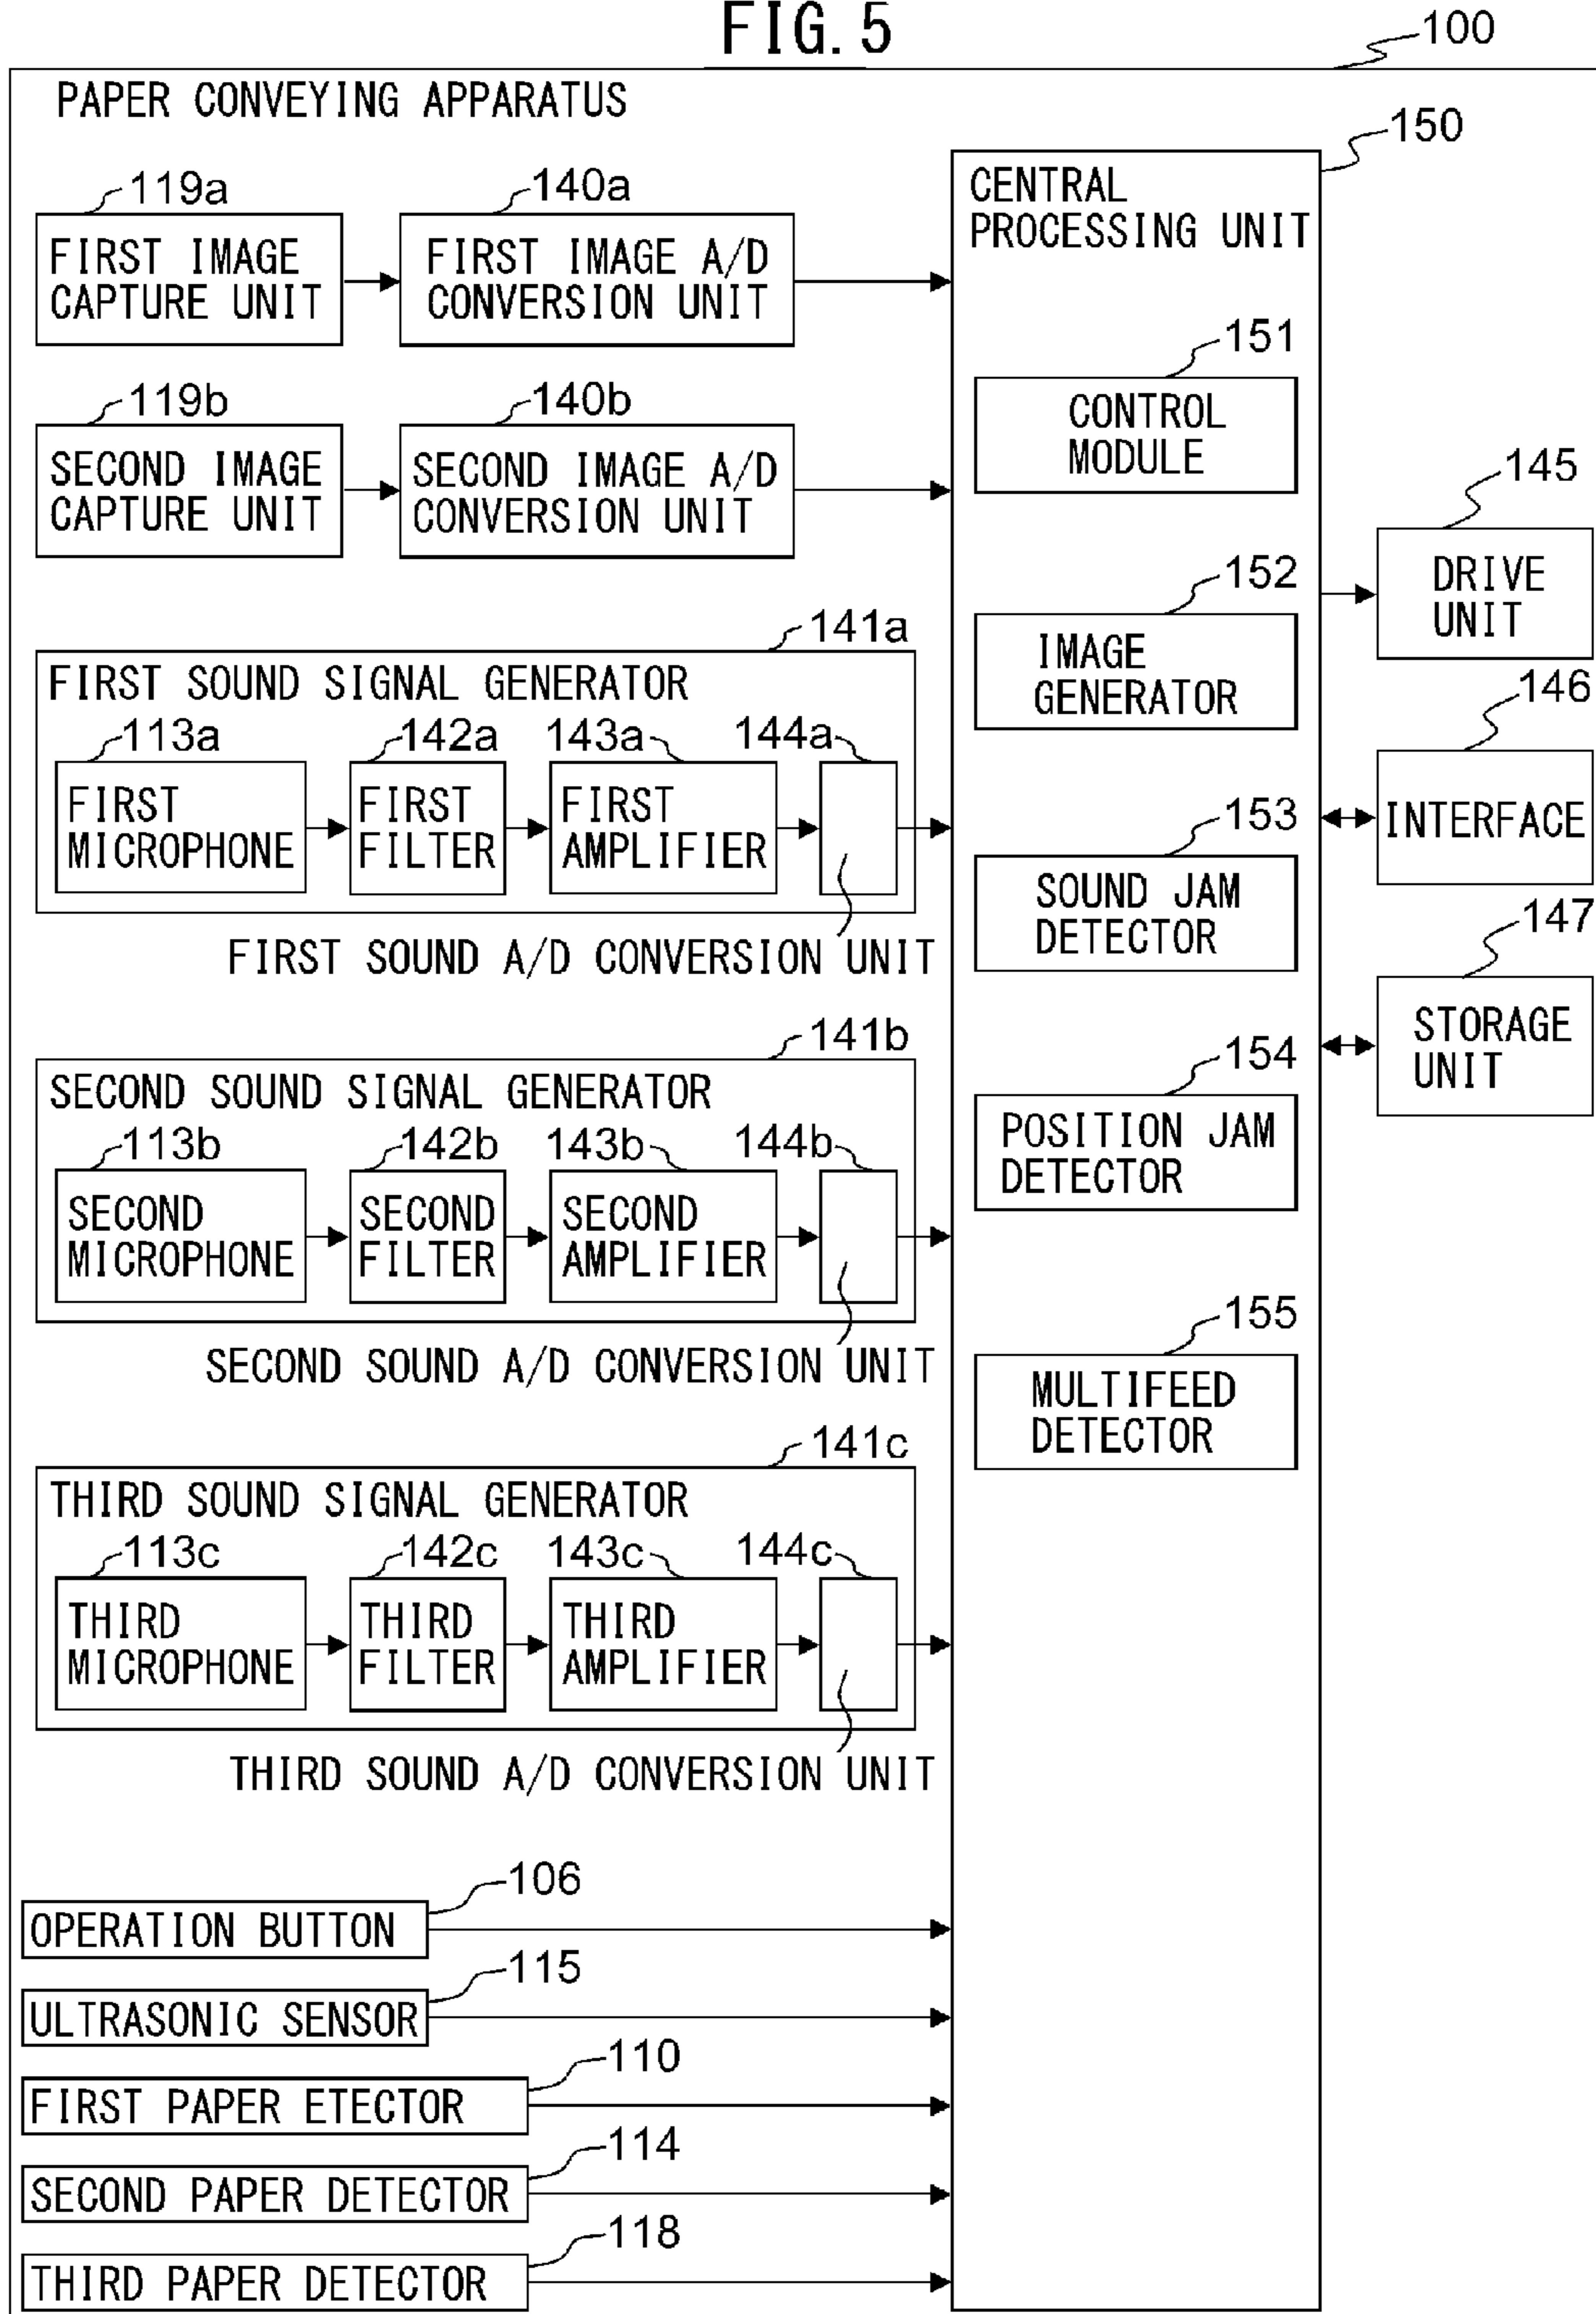 FIG. 5
100
PAPER CONVEYING APPARATUS
150
119a
140a
CENTRAL
PROCESSING UNIT
FIRST IMAGE
CAPTURE UNIT
FIRST IMAGE A/D
CONVERSION UNIT
151
CONTROL
MODULE
119b
140b
SECOND IMAGE
CAPTURE UNIT
SECOND IMAGE A/D
CONVERSION UNIT
145
DRIVE
UNIT
152
IMAGE
GENERATOR
141a
FIRST SOUND SIGNAL GENERATOR
113a
142a
143a
144a
FIRST
MICROPHONE
FIRST
FILTER
FIRST
AMPLIFIER
FIRST SOUND A/D CONVERSION UNIT
146
INTERFACE
153
SOUND JAM
DETECTOR
147
STORAGE
UNIT
141b
SECOND SOUND SIGNAL GENERATOR
113b
142b
143b
144b
SECOND
MICROPHONE
SECOND
FILTER
SECOND
AMPLIFIER
SECOND SOUND A/D CONVERSION UNIT
154
POSITION JAM
DETECTOR
155
MULTIFEED
DETECTOR
141c
THIRD SOUND SIGNAL GENERATOR
113c
142c
143c
144c
THIRD
MICROPHONE
THIRD
FILTER
THIRD
AMPLIFIER
THIRD SOUND A/D CONVERSION UNIT
106
OPERATION BUTTON
115
ULTRASONIC SENSOR
110
FIRST PAPER ETECTOR
114
SECOND PAPER DETECTOR
118
THIRD PAPER DETECTOR